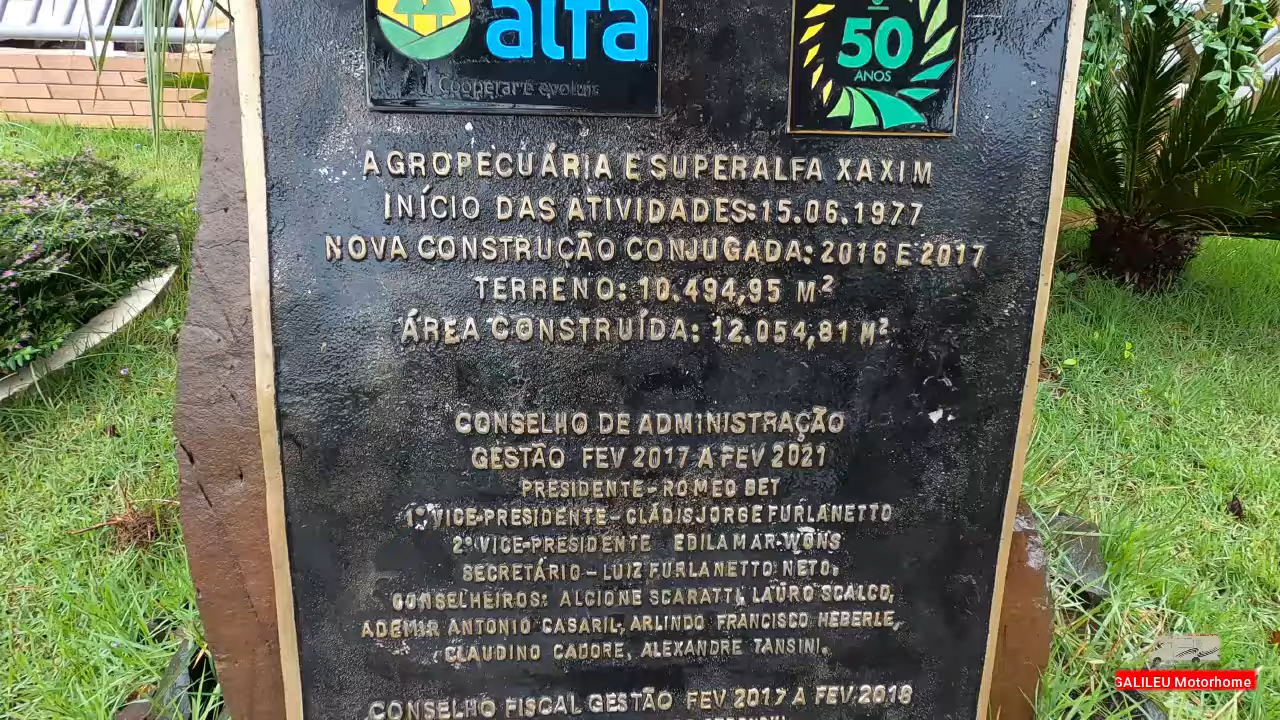 alfa
Cooperar e evoluir
50
ANOS
AGROPECUÁRIA E SUPERALFA XAXIM
INÍCIO DAS ATIVIDADES:15.06.1977
NOVA CONSTRUÇÃO CONJUGADA: 2016 E 2017
TERRENO: 10.494,95 M²
ÁREA CONSTRUÍDA: 12.054,81 M²
CONSELHO DE ADMINISTRAÇÃO
GESTÃO FEV 2017 A FEV 2021
PRESIDENTE-ROMEO BET
1º VICE-PRESIDENTE-CLADIS JORGE FURLANETTO
2º VICE-PRESIDENTE EDILAMAR WONS
SECRETÁRIO-LUIZ FURLANETTO NETO.
CONSELHEIROS: ALCIONE SCARATTI, LAURO SCALCO,
ADEMIR ANTONIO CASARIL, ARLINDO FRANCISCO HEBERLE,
CLAUDINO CADORE, ALEXANDRE TANSINI.
CONSELHO FISCAL GESTÃO FEV 2017 A FEV 2018
GALILEU Motorhome